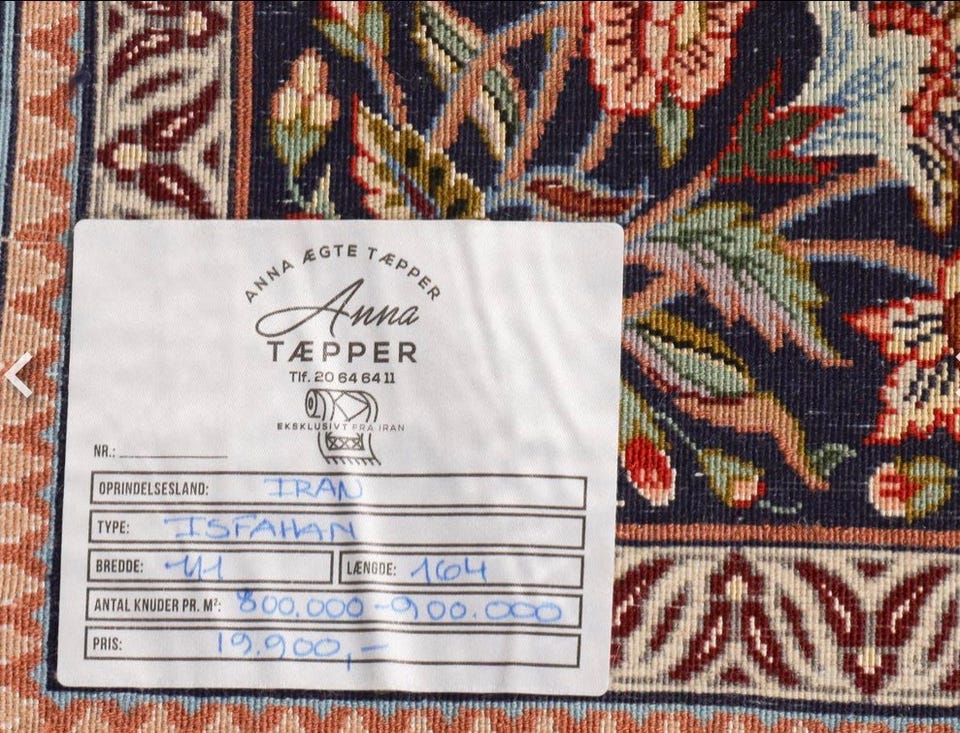 ANNA ÆGTE TÆPPER
Anna
TÆPPER
Tlf. 20 64 64 11
EKSKLUSIVT FRA IRAN
NR.:
OPRINDELSESLAND: IRAN
TYPE: ISFAHAN
BREDDE: 111 LÆNGDE: 164
ANTAL KNUDER PR. M²: 800.000-900.000
PRIS: 19.900,-